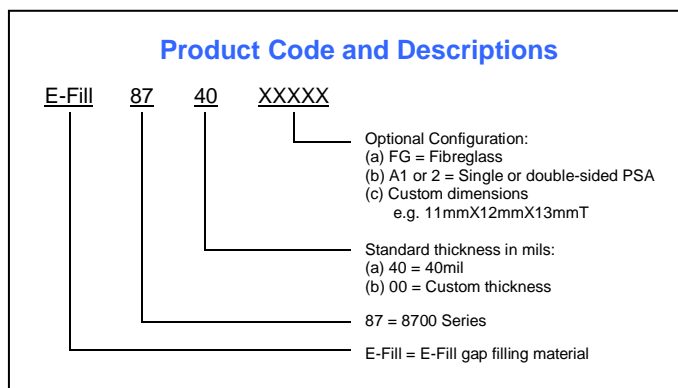 Product Code and Descriptions
E-Fill 87 40 XXXXX
Optional Configuration:
(a) FG = Fibreglass
(b) A1 or 2 = Single or double-sided PSA
(c) Custom dimensions
e.g. 11mmX12mmX13mmT
Standard thickness in mils:
(a) 40 = 40mil
(b) 00 = Custom thickness
87 = 8700 Series
E-Fill = E-Fill gap filling material